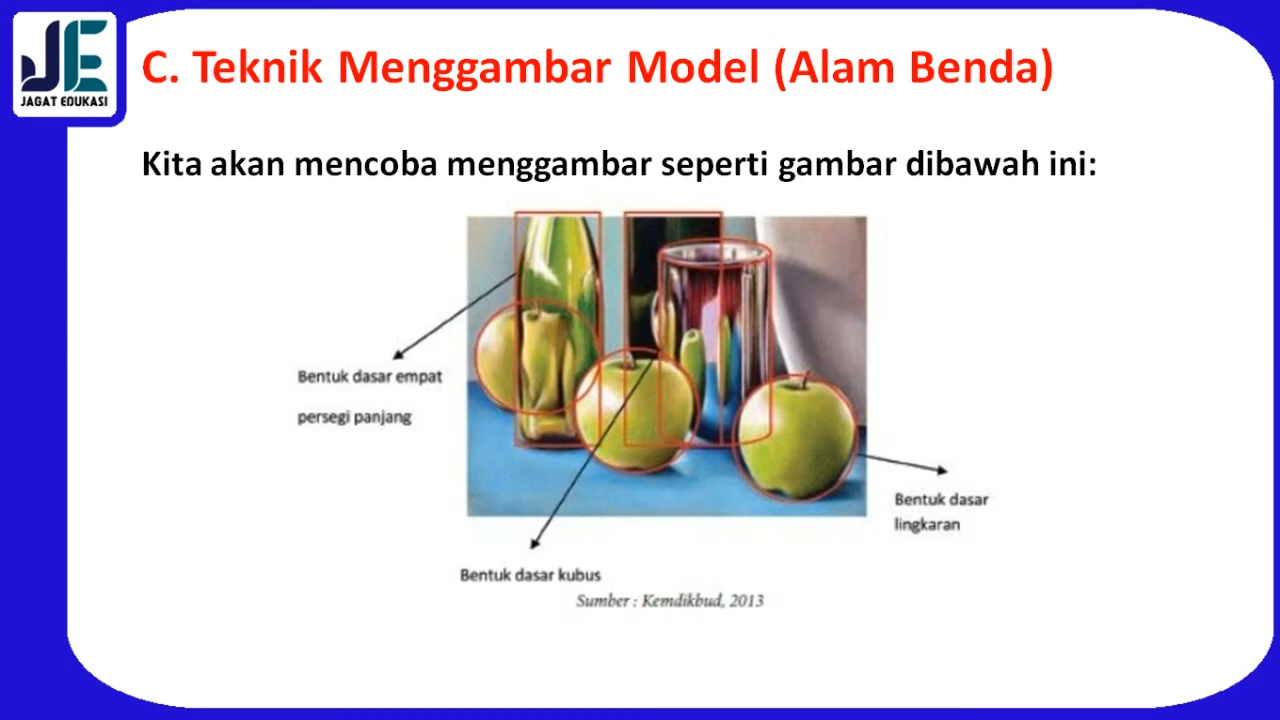 JE
JAGAT EDUKASI
C. Teknik Menggambar Model (Alam Benda)
Kita akan mencoba menggambar seperti gambar dibawah ini:
Bentuk dasar empat
persegi panjang
Bentuk dasar
lingkaran
Bentuk dasar kubus
Sumber : Kemdikbud, 2013